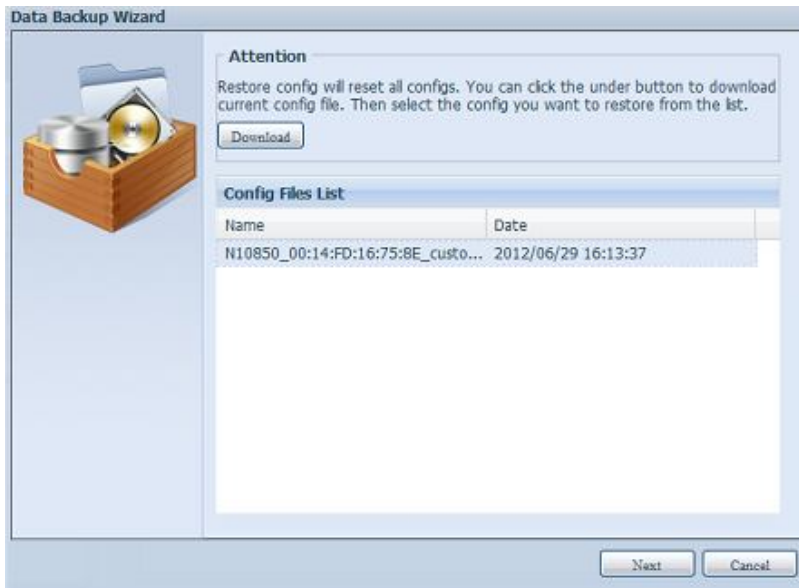 Data Backup Wizard
Attention
Restore config will reset all configs. You can click the under button to download
current config file. Then select the config you want to restore from the list.
Download
Config Files List
Name Date
N10850_00:14:FD:16:75:8E_custo... 2012/06/29 16:13:37
Next Cancel